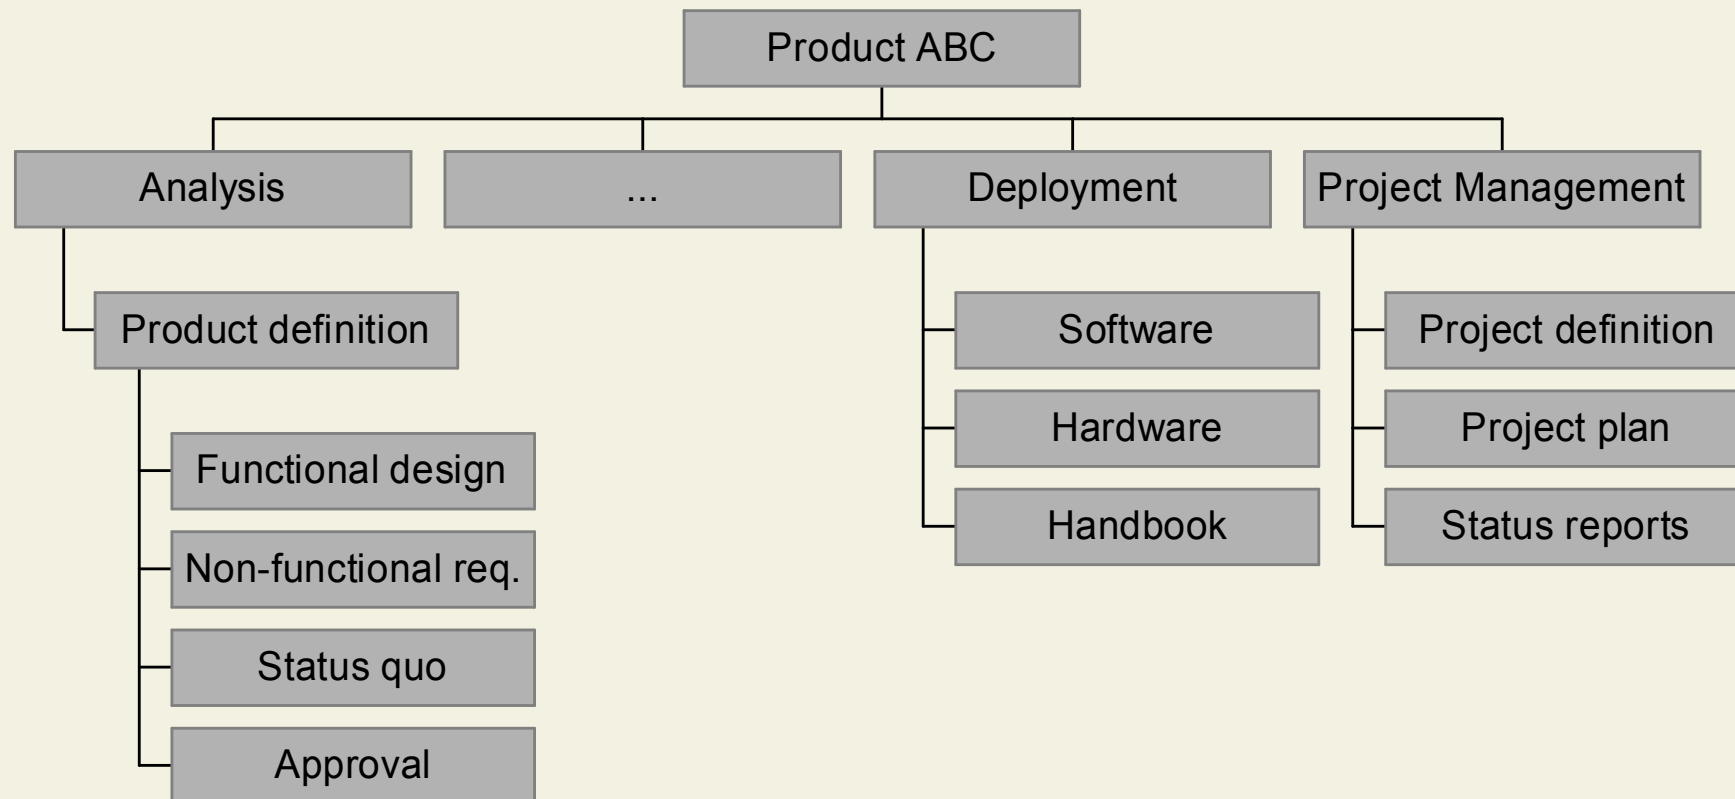 Product ABC
Analysis
...
Deployment
Project Management
Product definition
Functional design
Non-functional req.
Status quo
Approval
Software
Hardware
Handbook
Project definition
Project plan
Status reports